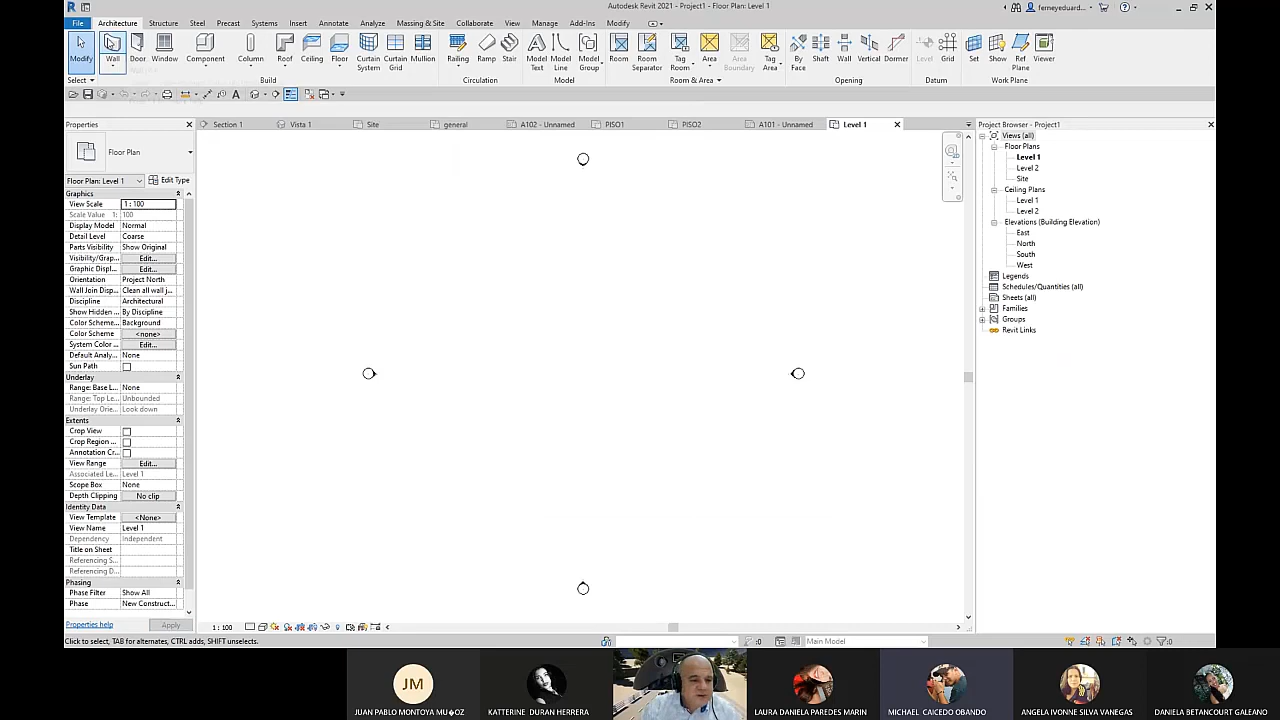 Autodesk Revit 2021 - Project1 - Floor Plan: Level 1
ferneyeduard...
File Architecture Structure Steel Precast Systems Insert Annotate Analyze Massing & Site Collaborate View Manage Add-Ins Modify
Modify Wall Door Window Component Column Roof Ceiling Floor Curtain System Curtain Grid Mullion Railing Ramp Stair Model Text Model Line Model Group Room Room Separator Tag Room Area Area Boundary Tag Area By Face Shaft Wall Vertical Dormer Level Grid Set Show Ref Plane Viewer
Select Build Circulation Model Room & Area Opening Datum Work Plane
Properties
Section 1 Vista 1 Site general A102 - Unnamed PISO1 PISO2 A101 - Unnamed Level 1
Project Browser - Project1
Floor Plan
Floor Plan: Level 1 Edit Type
Graphics
View Scale 1 : 100
Scale Value 1: 100
Display Model Normal
Detail Level Coarse
Parts Visibility Show Original
Visibility/Grap... Edit...
Graphic Displ... Edit...
Orientation Project North
Wall Join Disp... Clean all wall j...
Discipline Architectural
Show Hidden ... By Discipline
Color Scheme... Background
Color Scheme <none>
System Color ... Edit...
Default Analy... None
Sun Path
Underlay
Range: Base L... None
Range: Top Le... Unbounded
Underlay Orie... Look down
Extents
Crop View
Crop Region ...
Annotation Cr...
View Range Edit...
Associated Le... Level 1
Scope Box None
Depth Clipping No clip
Identity Data
View Template <None>
View Name Level 1
Dependency Independent
Title on Sheet
Referencing S...
Referencing D...
Phasing
Phase Filter Show All
Phase New Construct...
Properties help Apply
Views (all)
Floor Plans
Level 1
Level 2
Site
Ceiling Plans
Level 1
Level 2
Elevations (Building Elevation)
East
North
South
West
Legends
Schedules/Quantities (all)
Sheets (all)
Families
Groups
Revit Links
1 : 100
Click to select, TAB for alternates, CTRL adds, SHIFT unselects.
:0 Main Model :0
JM
JUAN PABLO MONTOYA MU�OZ KATTERINE DURAN HERRERA LAURA DANIELA PAREDES MARIN MICHAEL CAICEDO OBANDO ANGELA IVONNE SILVA VANEGAS DANIELA BETANCOURT GALEANO